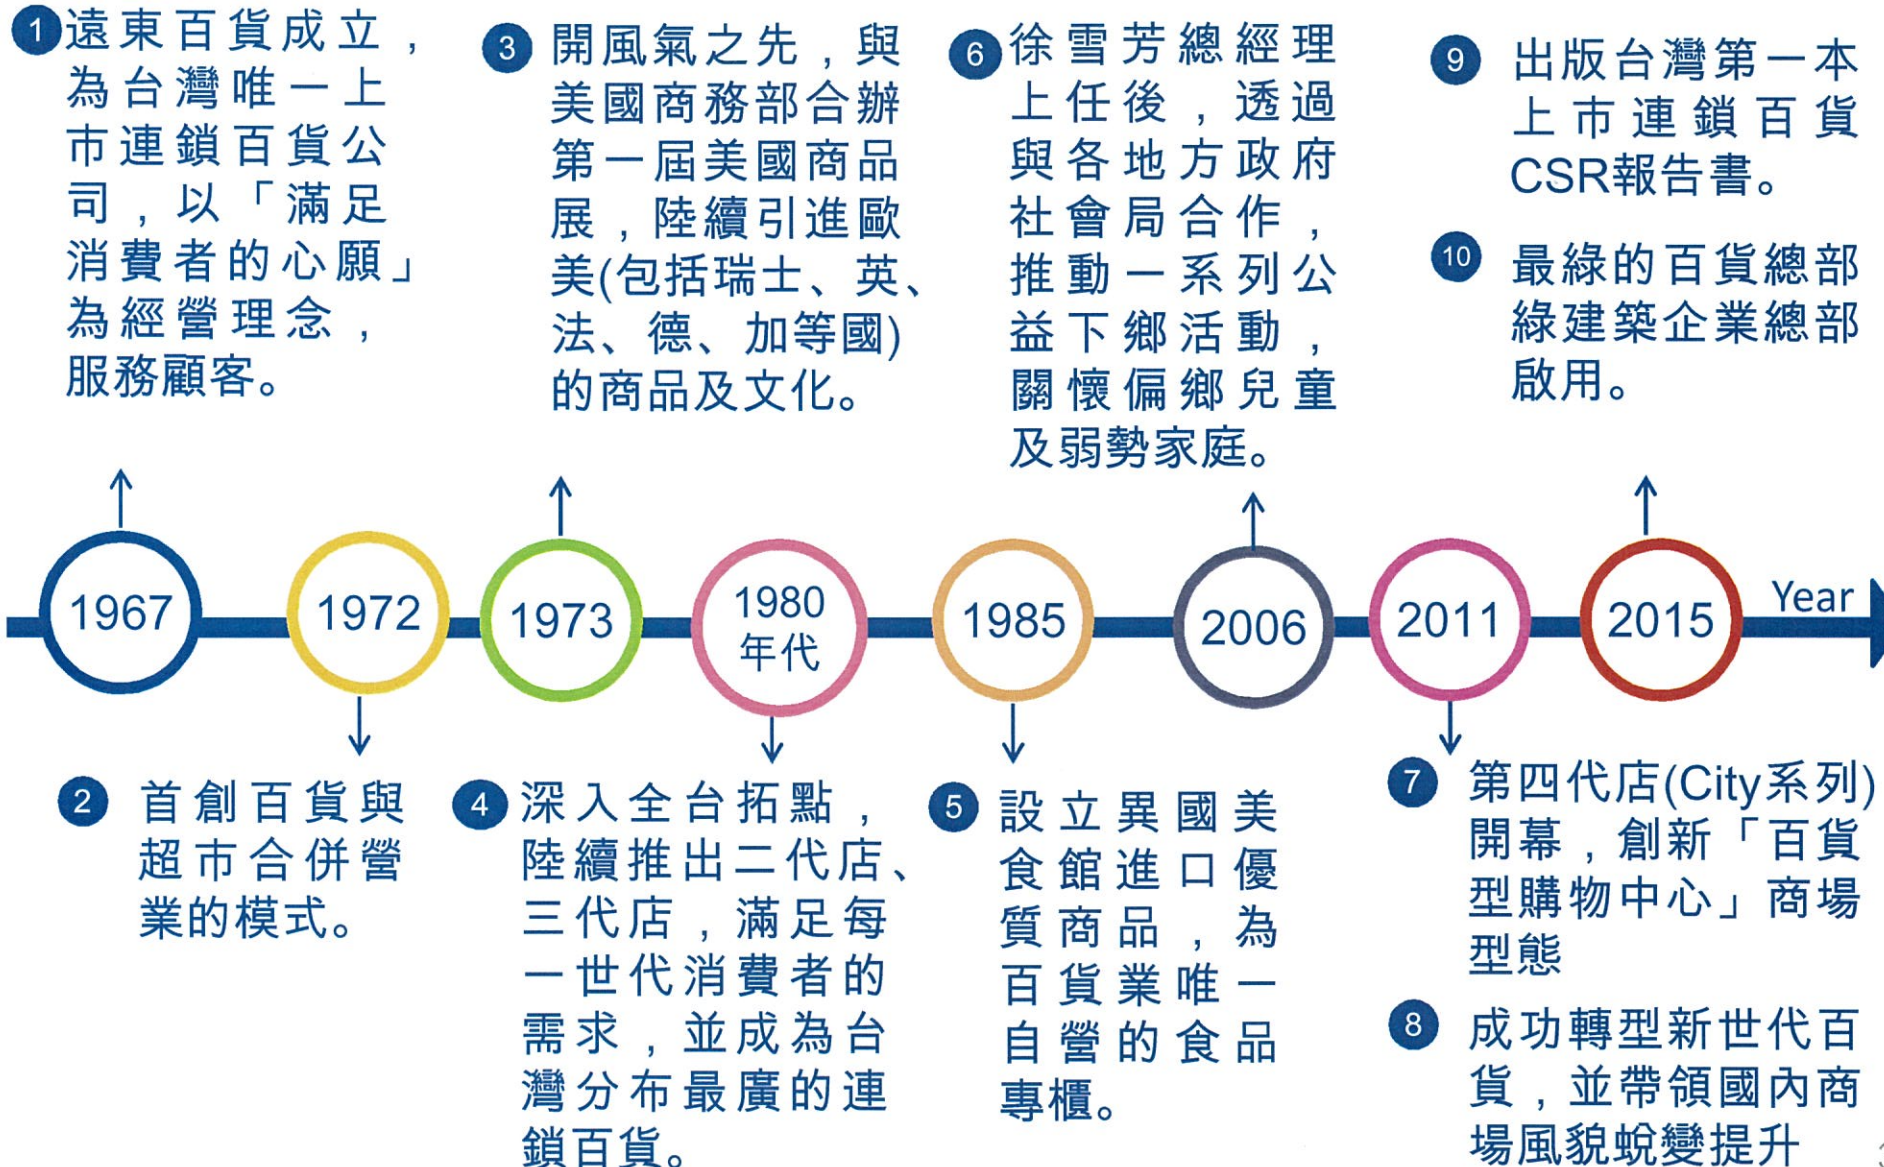 1
遠東百貨成立，
為台灣唯一上
市連鎖百貨公
司，以「滿足
消費者的心願」
為經營理念，
服務顧客。
3
開風氣之先，與
美國商務部合辦
第一屆美國商品
展，陸續引進歐
美(包括瑞士、英、
法、德、加等國)
的商品及文化。
6
徐雪芳總經理
上任後，透過
與各地方政府
社會局合作，
推動一系列公
益下鄉活動，
關懷偏鄉兒童
及弱勢家庭。
9
出版台灣第一本
上市連鎖百貨
CSR報告書。
10
最綠的百貨總部
綠建築企業總部
啟用。
1967
1972
1973
1980
年代
1985
2006
2011
2015
Year
2
首創百貨與
超市合併營
業的模式。
4
深入全台拓點，
陸續推出二代店、
三代店，滿足每
一世代消費者的
需求，並成為台
灣分布最廣的連
鎖百貨。
5
設立異國美
食館進口優
質商品，為
百貨業唯一
自營的食品
專櫃。
7
第四代店(City系列)
開幕，創新「百貨
型購物中心」商場
型態
8
成功轉型新世代百
貨，並帶領國內商
場風貌蛻變提升